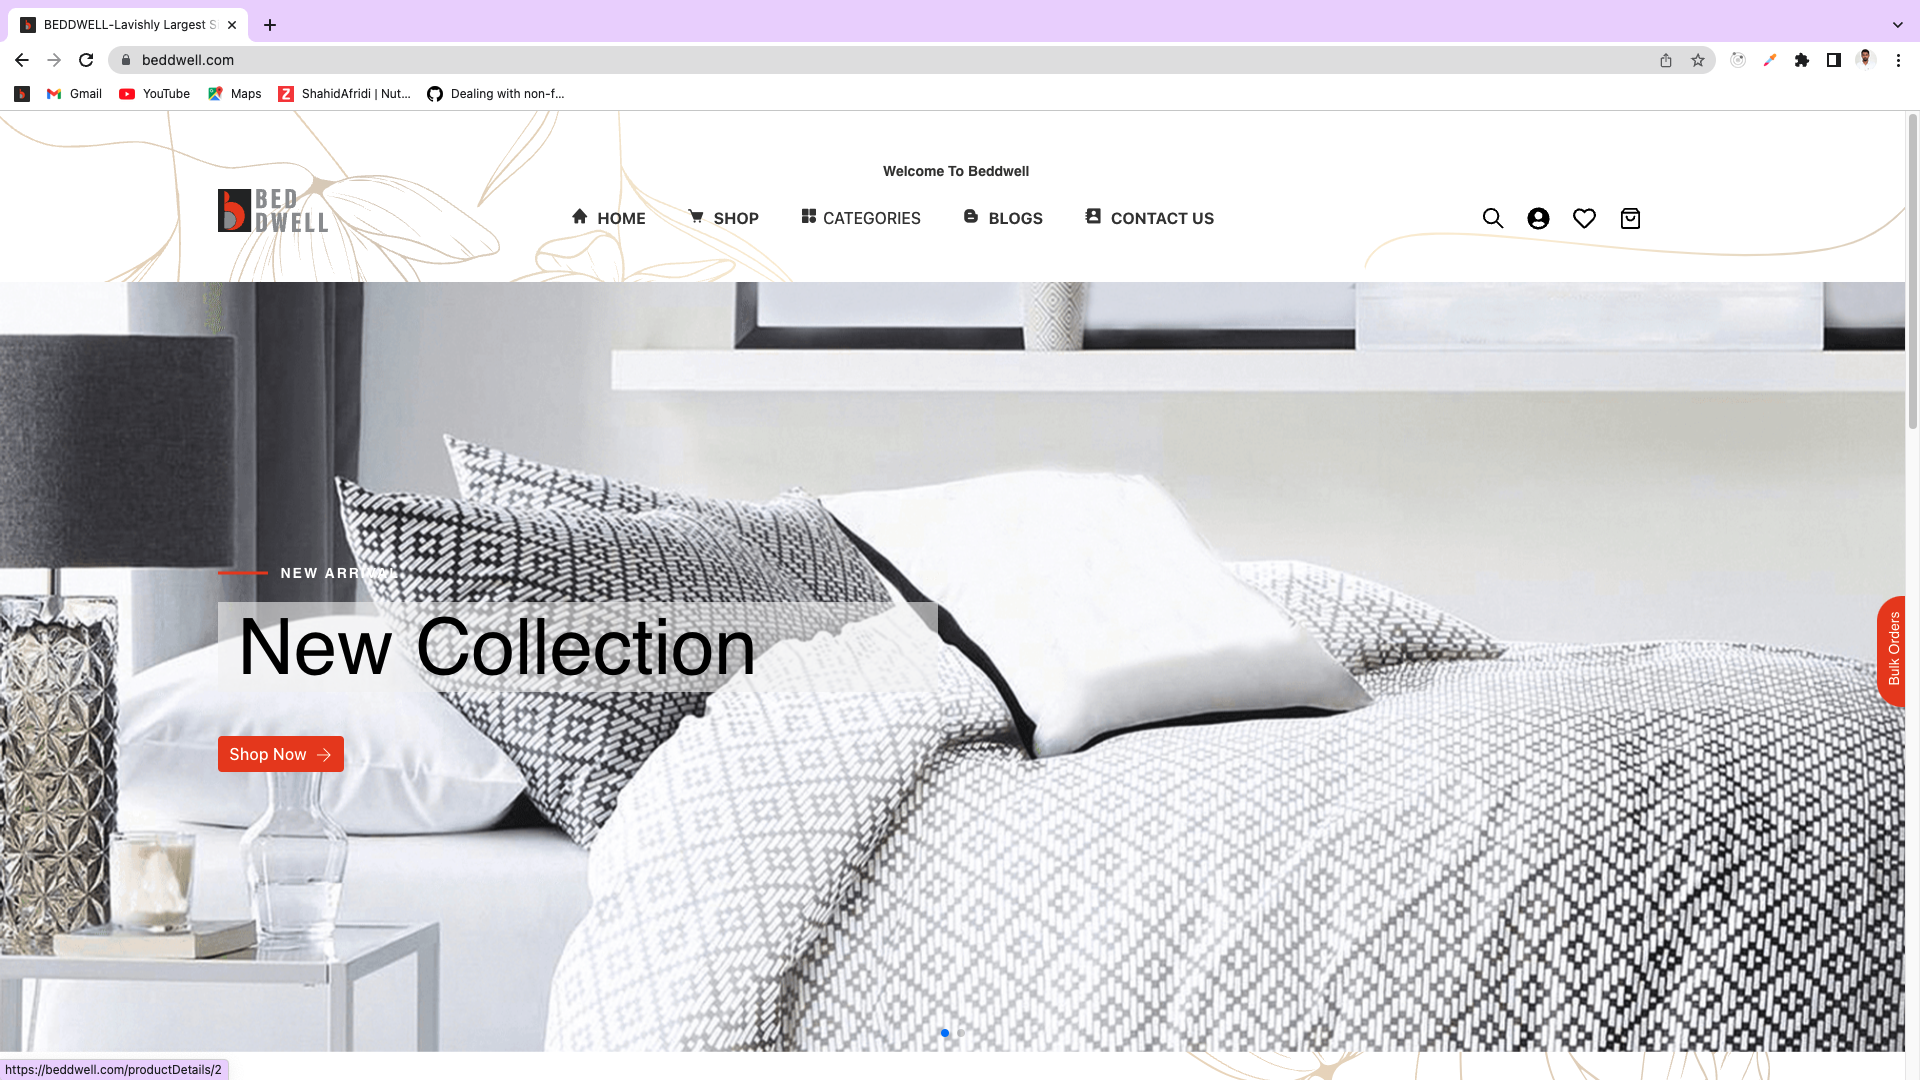 BEDDWELL-Lavishly Largest S
beddwell.com
Gmail
YouTube
Maps
ShahidAfridi | Nut...
Dealing with non-f...
Welcome To Beddwell
BED
DWELL
HOME
SHOP
CATEGORIES
BLOGS
CONTACT US
NEW ARRIVAL
New Collection
Shop Now
Bulk Orders
https://beddwell.com/productDetails/2